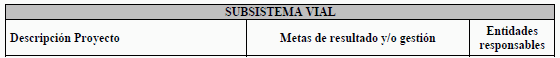 SUBSISTEMA VIAL
Descripción Proyecto Metas de resultado y/o gestión Entidades responsables